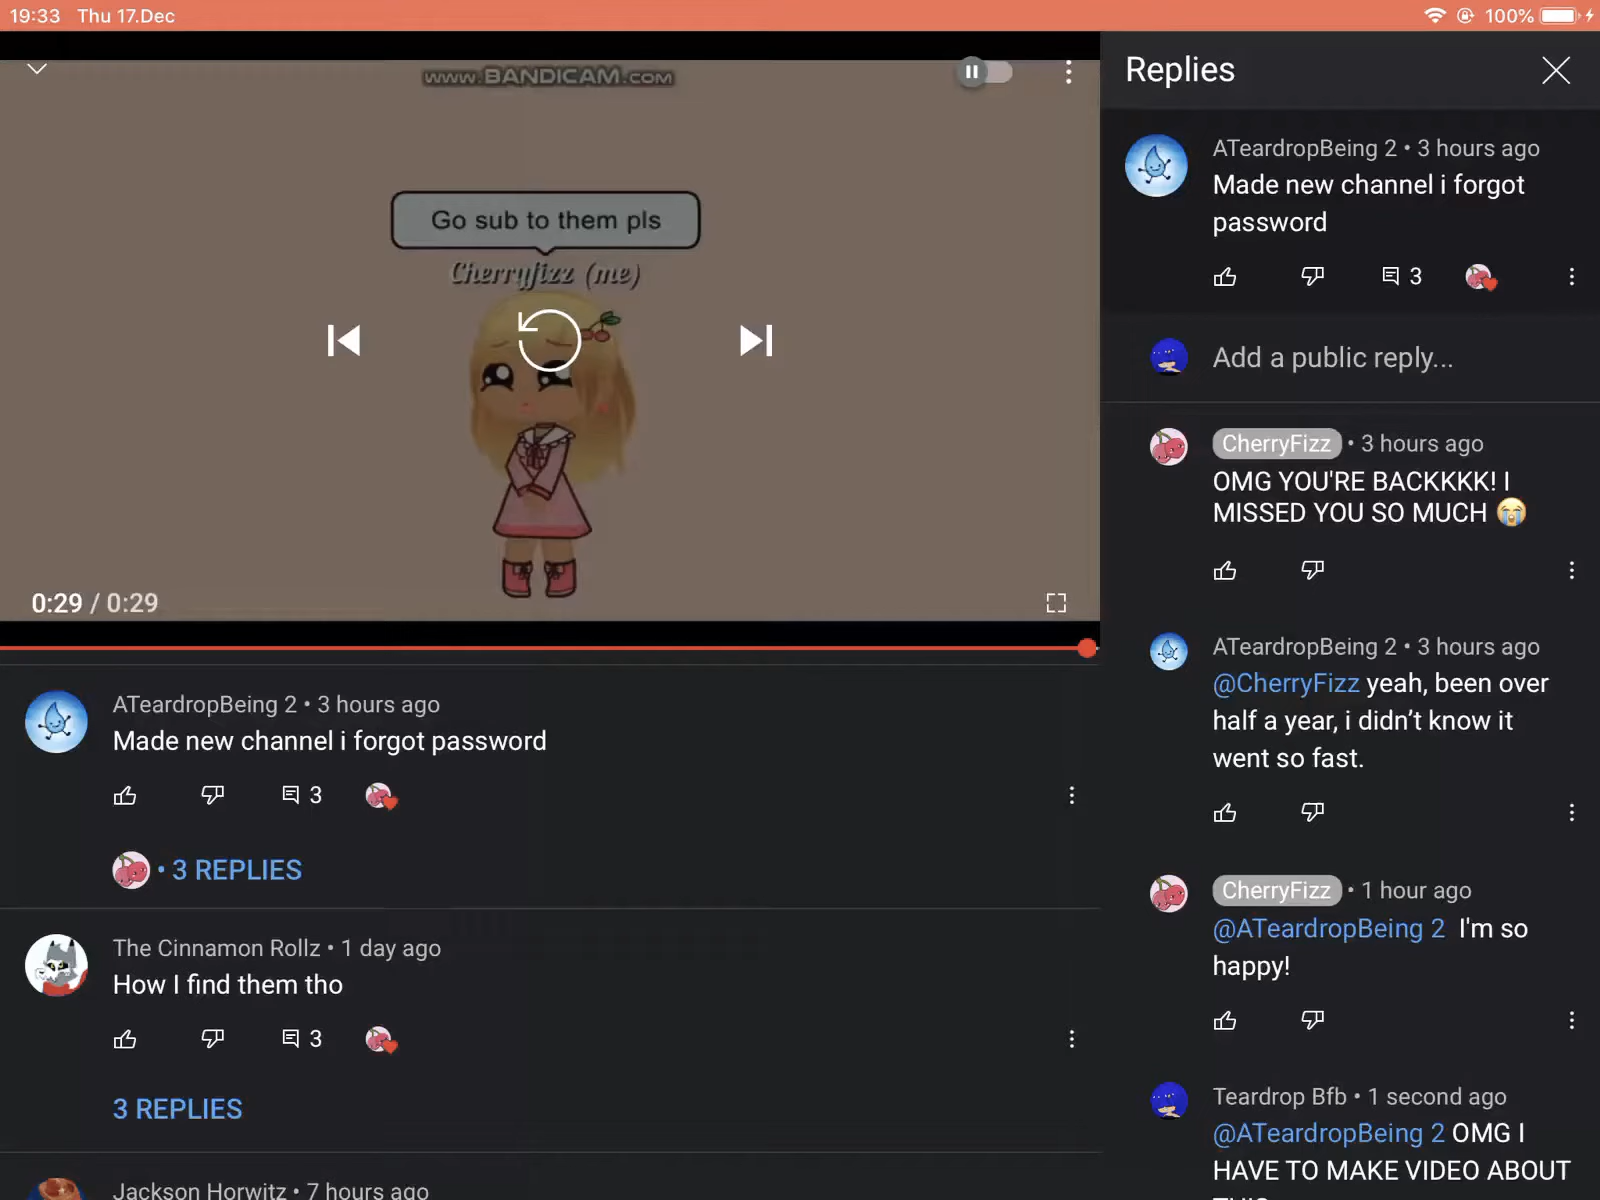 19:33 Thu 17.Dec
100%
www.BANDICAM.com
Go sub to them pls
Cherryfizz (me)
0:29 / 0:29
ATeardropBeing 2 • 3 hours ago
Made new channel i forgot password
3
• 3 REPLIES
The Cinnamon Rollz • 1 day ago
How I find them tho
3
3 REPLIES
Jackson Horwitz • 7 hours ago
Replies
ATeardropBeing 2 • 3 hours ago
Made new channel i forgot
password
3
Add a public reply...
CherryFizz • 3 hours ago
OMG YOU'RE BACKKKK! I
MISSED YOU SO MUCH 😭
ATeardropBeing 2 • 3 hours ago
@CherryFizz yeah, been over
half a year, i didn’t know it
went so fast.
CherryFizz • 1 hour ago
@ATeardropBeing 2 I'm so
happy!
Teardrop Bfb • 1 second ago
@ATeardropBeing 2 OMG I
HAVE TO MAKE VIDEO ABOUT